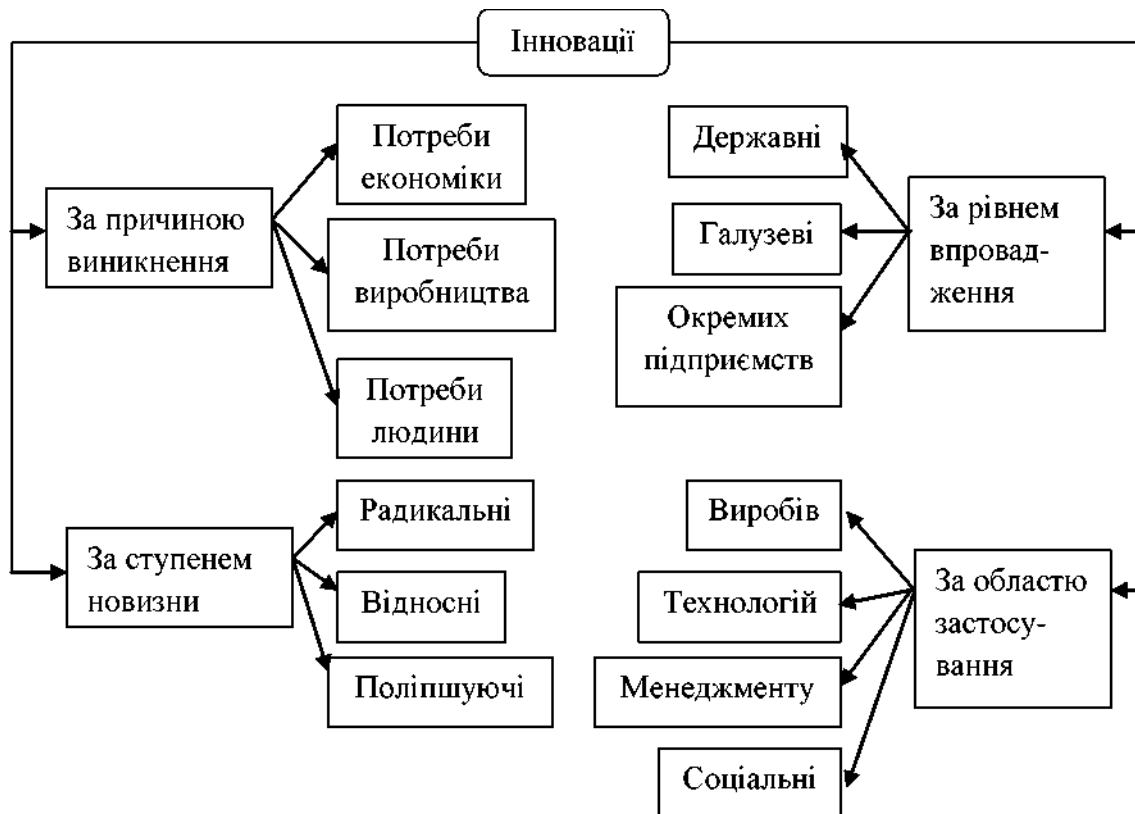 Інновації
За причиною
виникнення
Потреби
економіки
Потреби
виробництва
Потреби
людини
За ступенем
новизни
Радикальні
Відносні
Поліпшуючі
Державні
Галузеві
Окремих
підприємств
За рівнем
впровад-
ження
Виробів
Технологій
Менеджменту
Соціальні
За областю
застосу-
вання